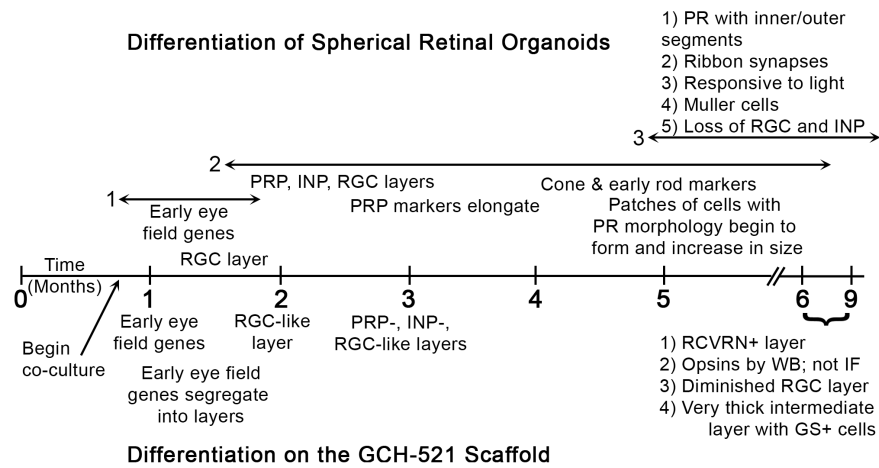 Differentiation of Spherical Retinal Organoids
1) PR with inner/outer
segments
2) Ribbon synapses
3) Responsive to light
4) Muller cells
5) Loss of RGC and INP
3
2
PRP, INP, RGC layers
Cone & early rod markers
1
Early eye
field genes
PRP markers elongate
Patches of cells with
PR morphology begin to
form and increase in size
RGC layer
Time
(Months)
0
1
2
3
4
5
6
9
Begin
co-culture
Early eye
field genes
RGC-like
layer
PRP-, INP-,
RGC-like layers
Early eye field
genes segregate
into layers
1) RCVRN+ layer
2) Opsins by WB; not IF
3) Diminished RGC layer
4) Very thick intermediate
layer with GS+ cells
Differentiation on the GCH-521 Scaffold